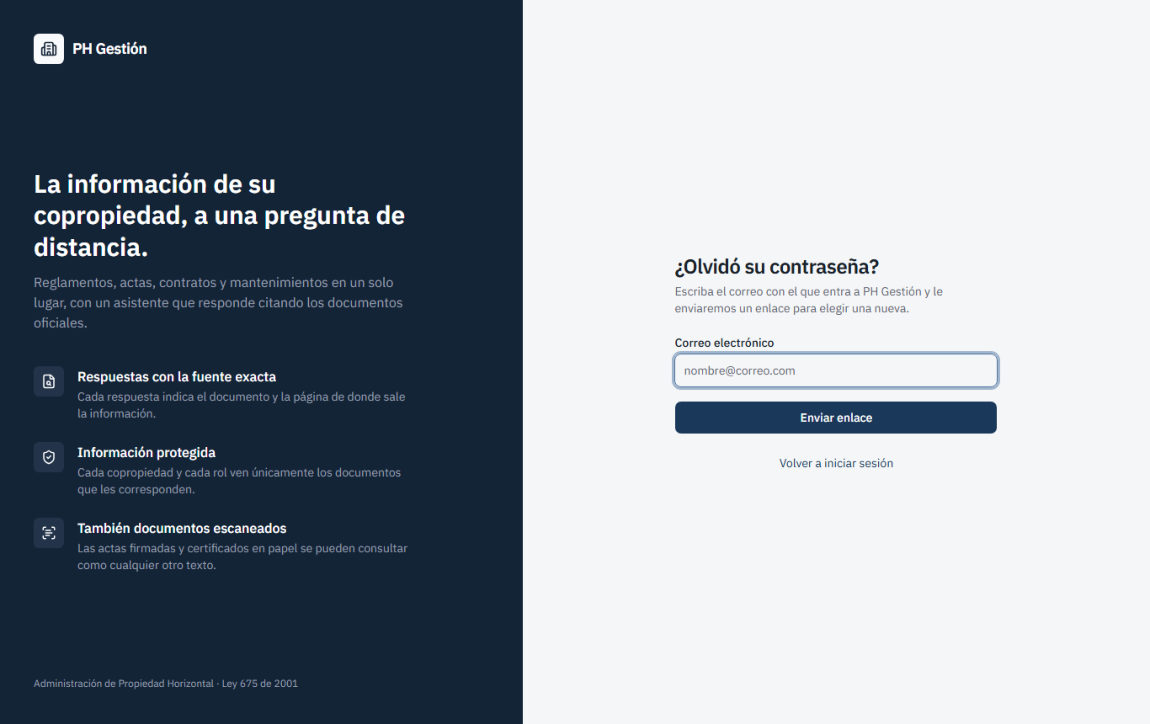 PH Gestión
La información de su
copropiedad, a una pregunta de
distancia.
Reglamentos, actas, contratos y mantenimientos en un solo
lugar, con un asistente que responde citando los documentos
oficiales.
Respuestas con la fuente exacta
Cada respuesta indica el documento y la página de donde sale
la información.
Información protegida
Cada copropiedad y cada rol ven únicamente los documentos
que les corresponden.
También documentos escaneados
Las actas firmadas y certificados en papel se pueden consultar
como cualquier otro texto.
Administración de Propiedad Horizontal · Ley 675 de 2001
¿Olvidó su contraseña?
Escriba el correo con el que entra a PH Gestión y le
enviaremos un enlace para elegir una nueva.
Correo electrónico
nombre@correo.com
Enviar enlace
Volver a iniciar sesión